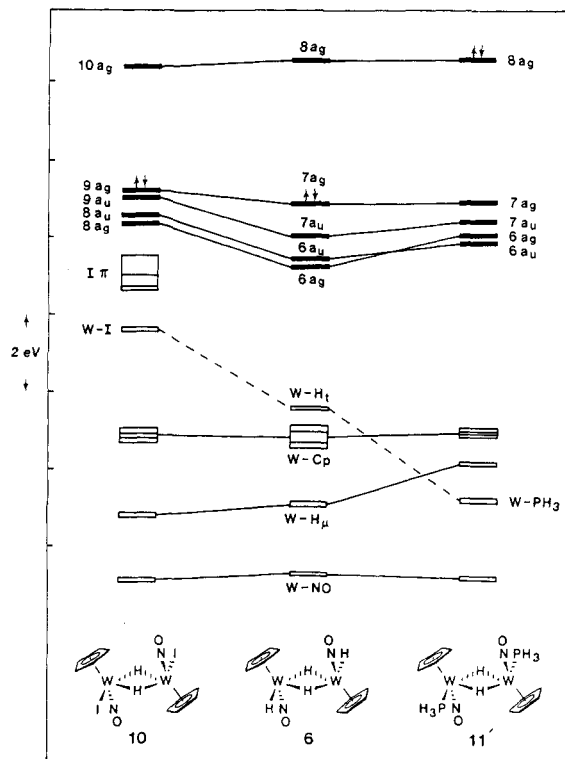 8ag
10ag
8ag
7ag
9ag
9au
8au
8ag
7au
6au
6ag
7ag
7au
6ag
6au
Iπ
W-I
2 eV
W-Ht
W-Cp
W-Hμ
W-PH3
W-NO
O
N I
H
W W
H
I N
O
10
O
NH
H
W W
H
H N
O
6
O
N PH3
H
W W
H
H3P N
O
11'